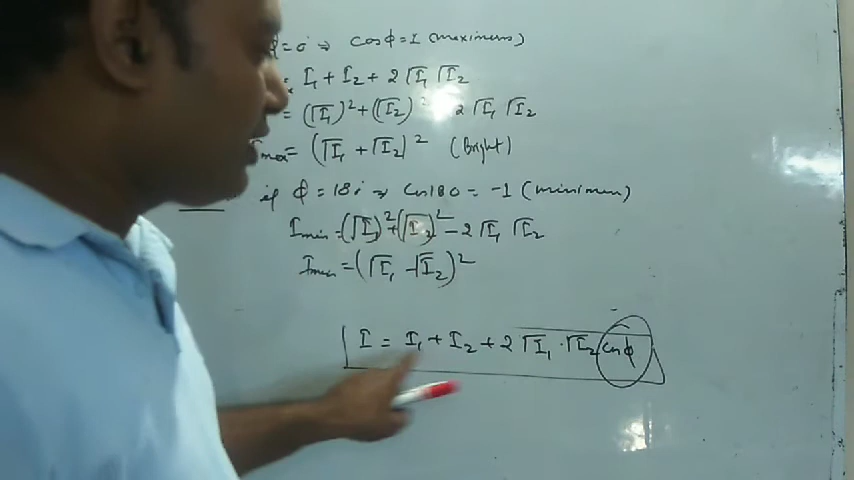 ϕ=0° ⇒ cosϕ=1 (maximum)
I₁ + I₂ + 2√I₁ √I₂
= (√I₁)² + (√I₂)² 2√I₁ √I₂
Imax = (√I₁ + √I₂)² (Bright)
if ϕ = 180 ⇒ cos180 = -1 (minimum)
Imin = (√I₁)² + (√I₂)² - 2√I₁ √I₂
Imin = (√I₁ - √I₂)²
I = I₁ + I₂ + 2√I₁ . √I₂ cosϕ